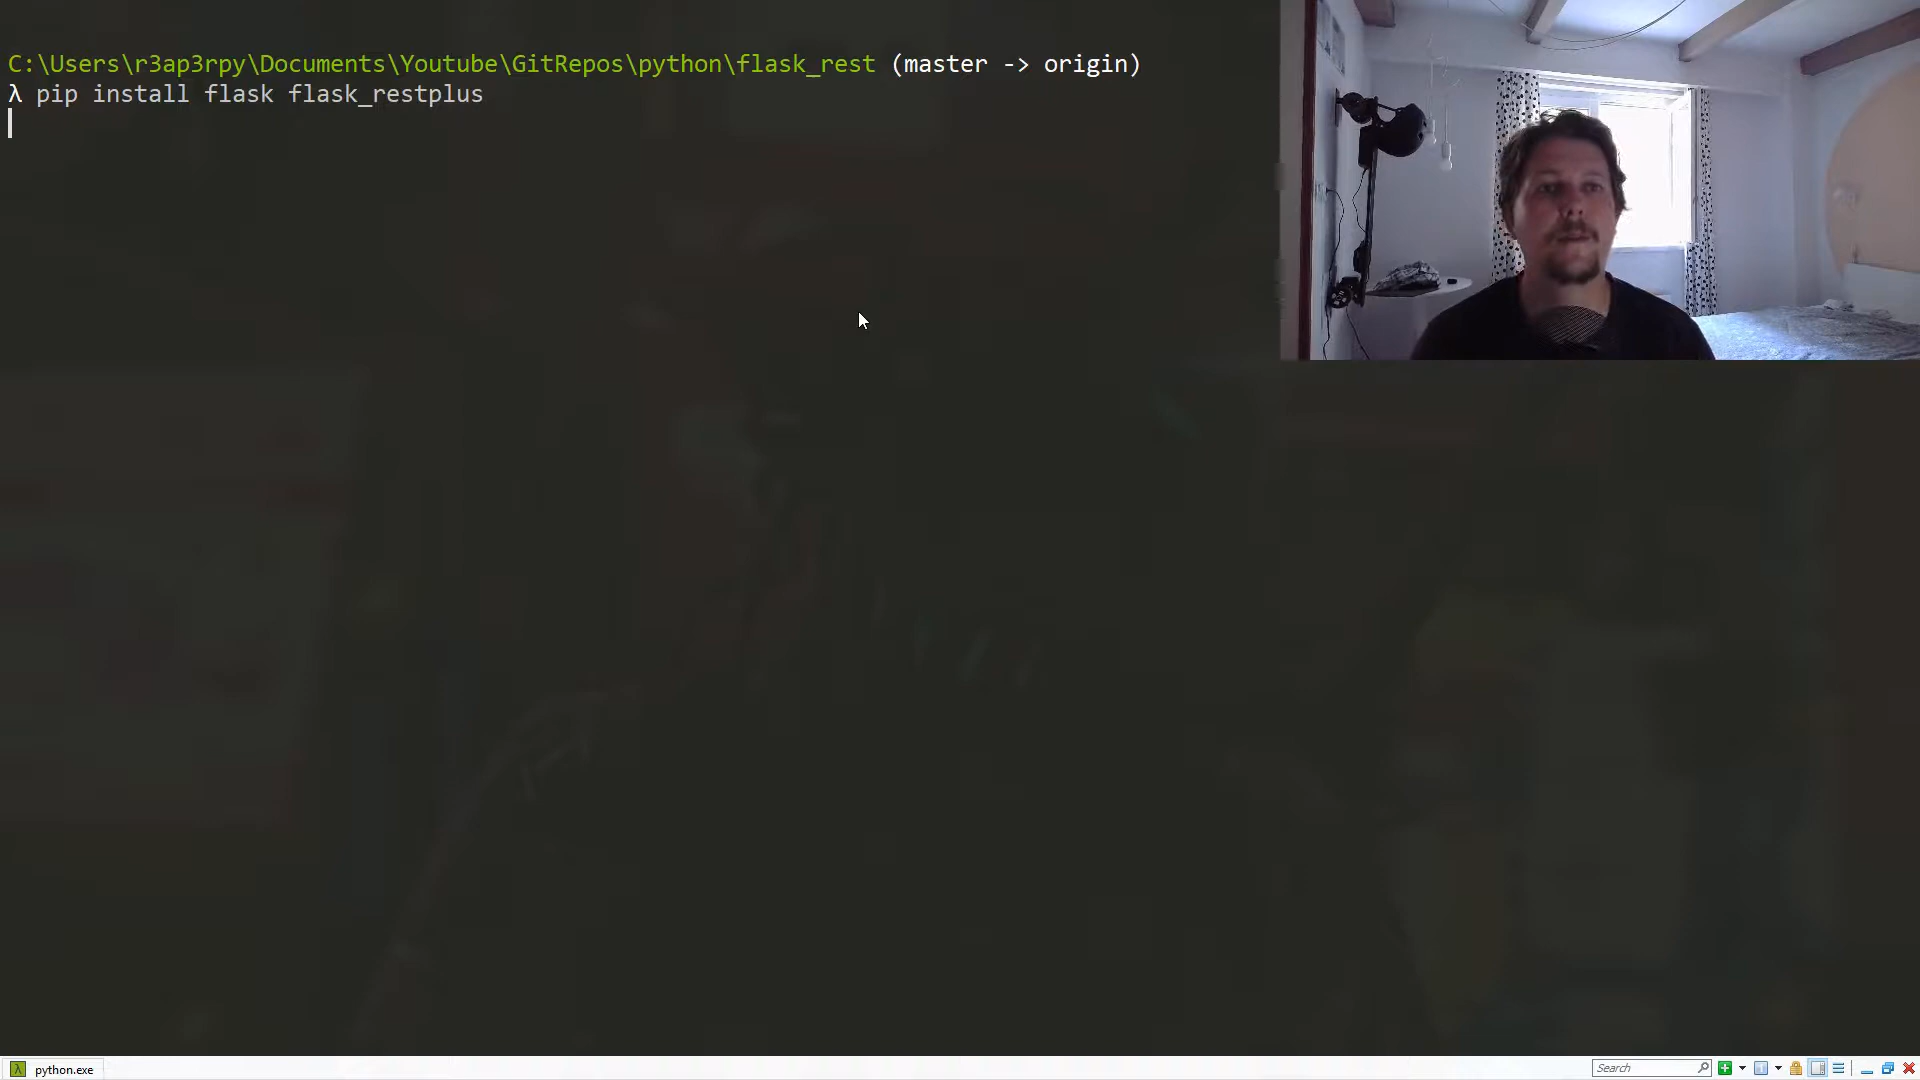 C:\Users\r3ap3rpy\Documents\Youtube\GitRepos\python\flask_rest (master -> origin)
λ pip install flask flask_restplus
λ python.exe
Search